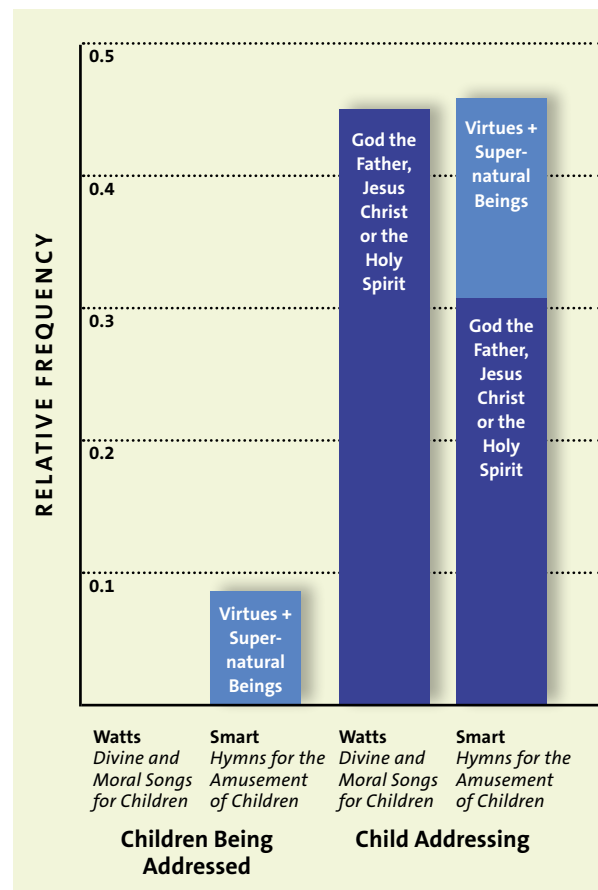 RELATIVE FREQUENCY
0.5
0.4
0.3
0.2
0.1
Virtues +
Super-
natural
Beings
God the
Father,
Jesus
Christ
or the
Holy
Spirit
Virtues +
Super-
natural
Beings
God the
Father,
Jesus
Christ
or the
Holy
Spirit
Watts
Divine and
Moral Songs
for Children
Smart
Hymns for the
Amusement
of Children
Watts
Divine and
Moral Songs
for Children
Smart
Hymns for the
Amusement
of Children
Children Being
Addressed
Child Addressing